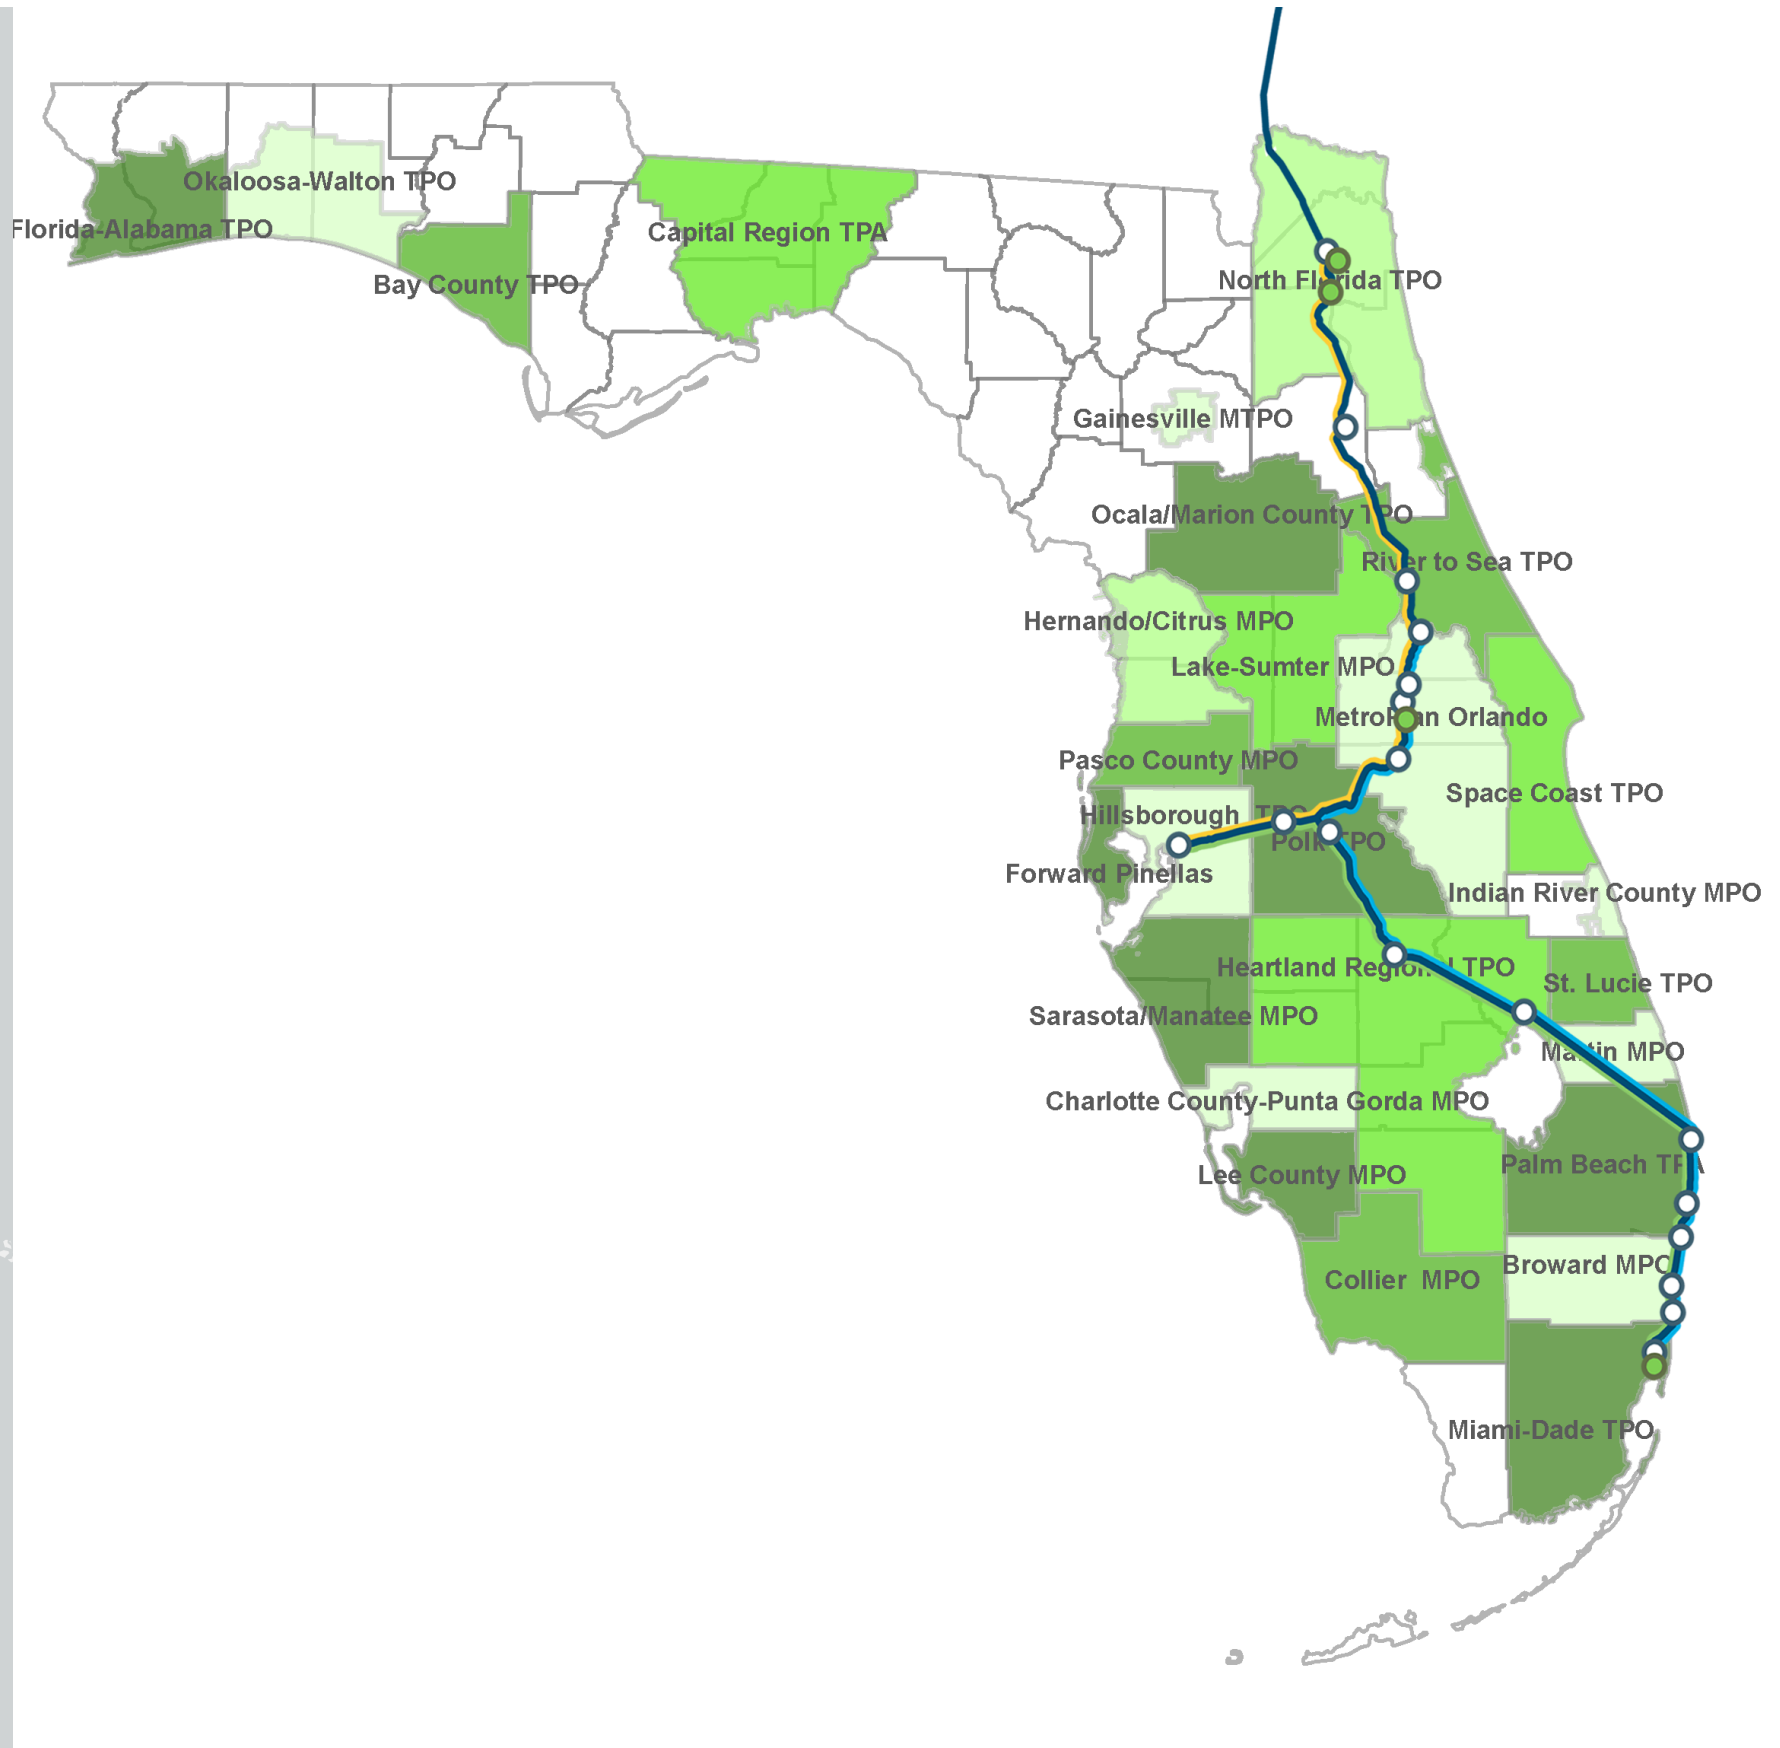 Okaloosa-Walton TPO
Florida-Alabama TPO
Capital Region TPA
Bay County TPO
North Florida TPO
Gainesville MTPO
Ocala/Marion County TPO
River to Sea TPO
Hernando/Citrus MPO
Lake-Sumter MPO
MetroPlan Orlando
Pasco County MPO
Space Coast TPO
Hillsborough TPO
Polk TPO
Forward Pinellas
Indian River County MPO
Heartland Regional TPO
St. Lucie TPO
Sarasota/Manatee MPO
Martin MPO
Charlotte County-Punta Gorda MPO
Palm Beach TPA
Lee County MPO
Broward MPO
Collier MPO
Miami-Dade TPO